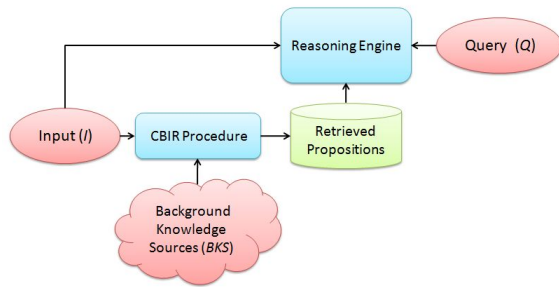 Reasoning Engine
Query (Q)
Input (I)
CBIR Procedure
Retrieved
Propositions
Background
Knowledge
Sources (BKS)